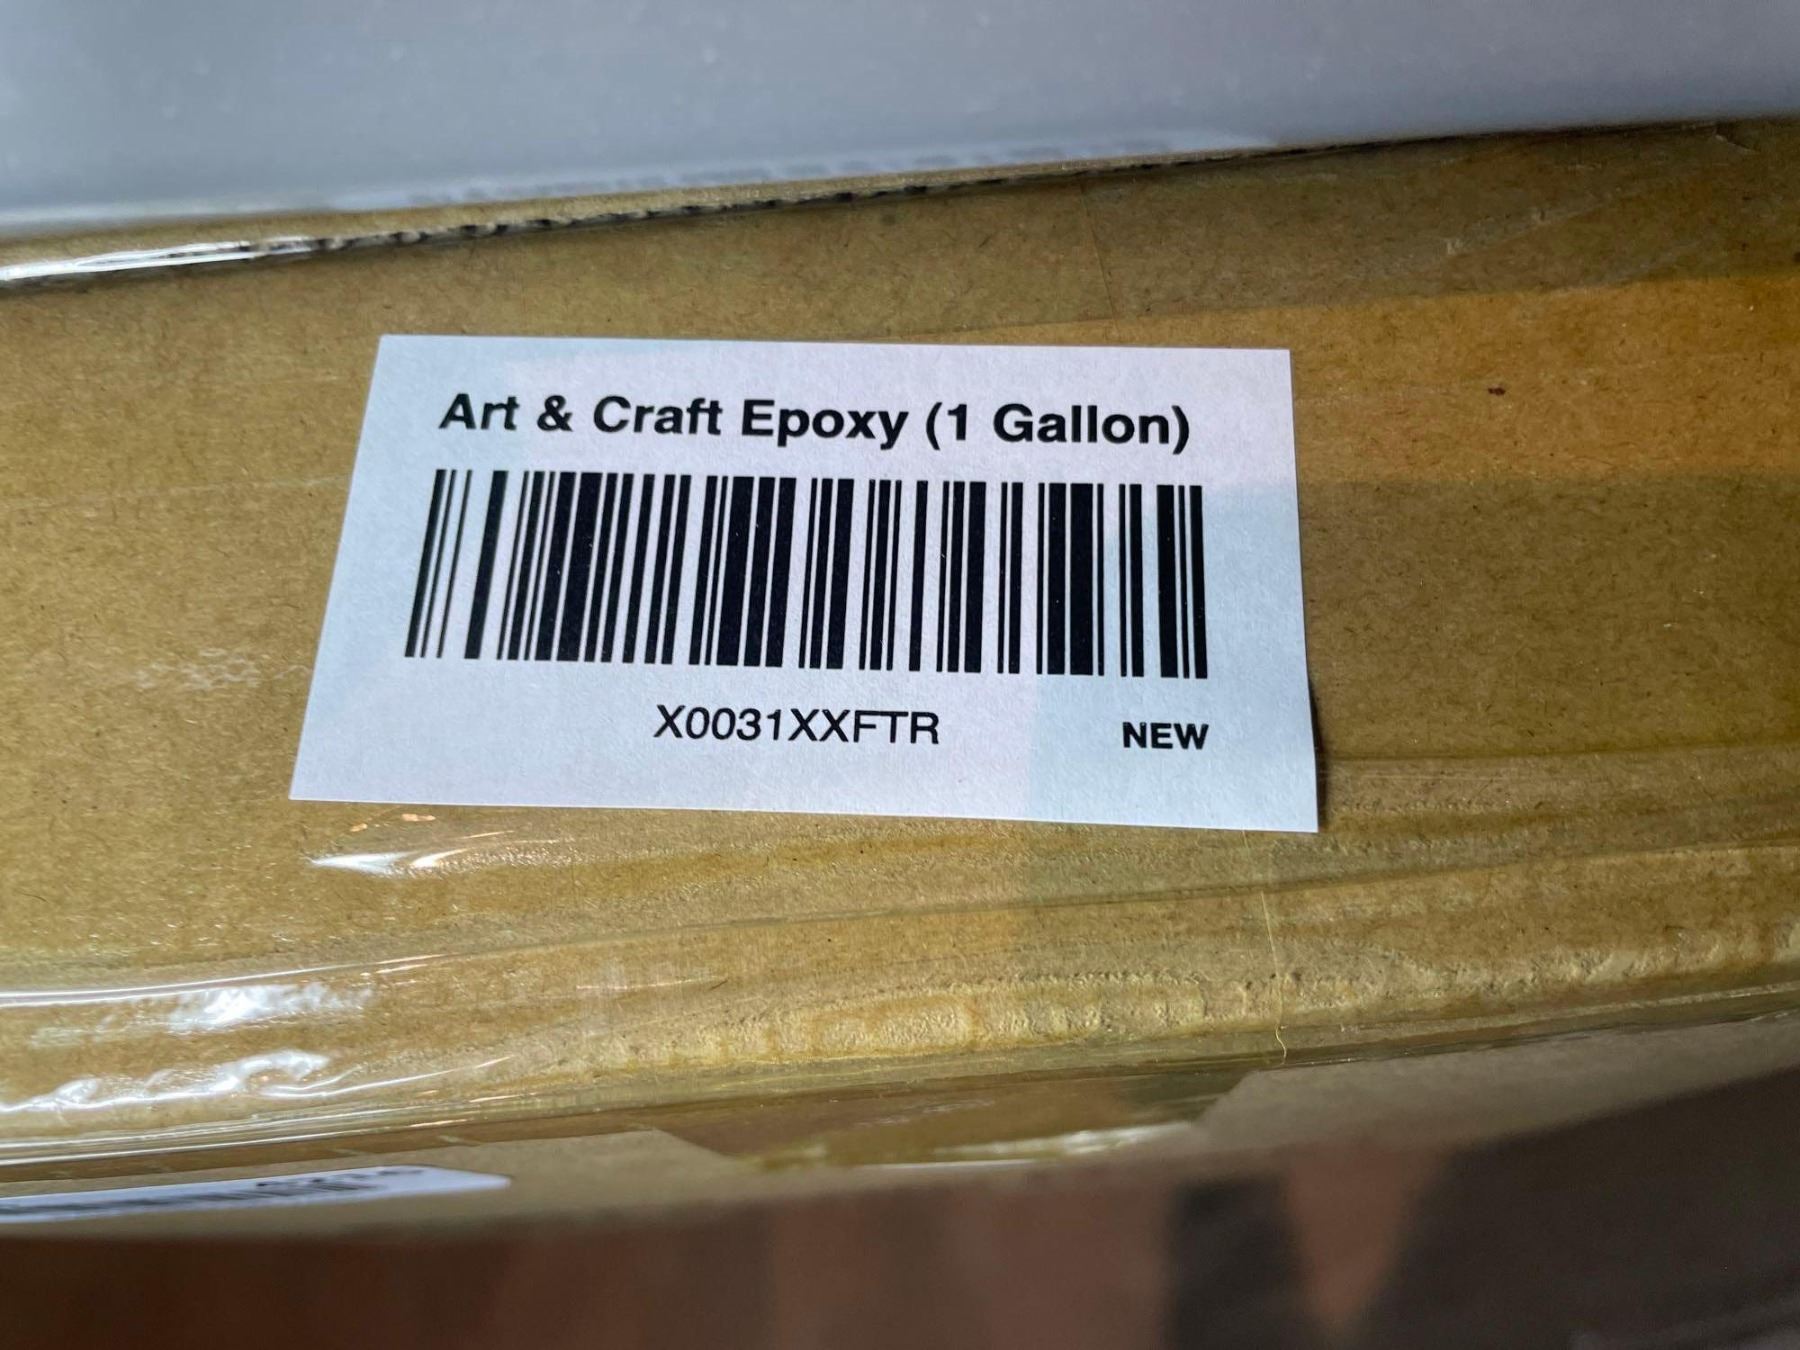 Art & Craft Epoxy (1 Gallon)
X0031XXFTR
NEW